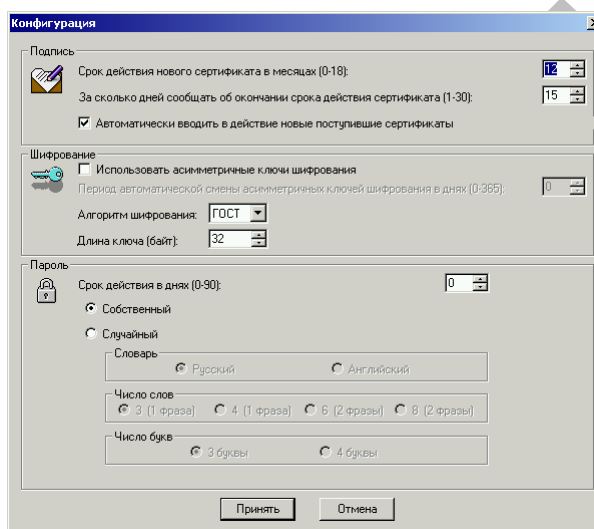 Конфигурация
Подпись
Срок действия нового сертификата в месяцах (0-18): 12
За сколько дней сообщать об окончании срока действия сертификата (1-30): 15
Автоматически вводить в действие новые поступившие сертификаты
Шифрование
Использовать асимметричные ключи шифрования
Период автоматической смены асимметричных ключей шифрования в днях (0-365): 0
Алгоритм шифрования: ГОСТ
Длина ключа (байт): 32
Пароль
Срок действия в днях (0-90): 0
Собственный
Случайный
Словарь
Русский Английский
Число слов
3 (1 фраза) 4 (1 фраза) 6 (2 фразы) 8 (2 фразы)
Число букв
3 буквы 4 буквы
Принять Отмена